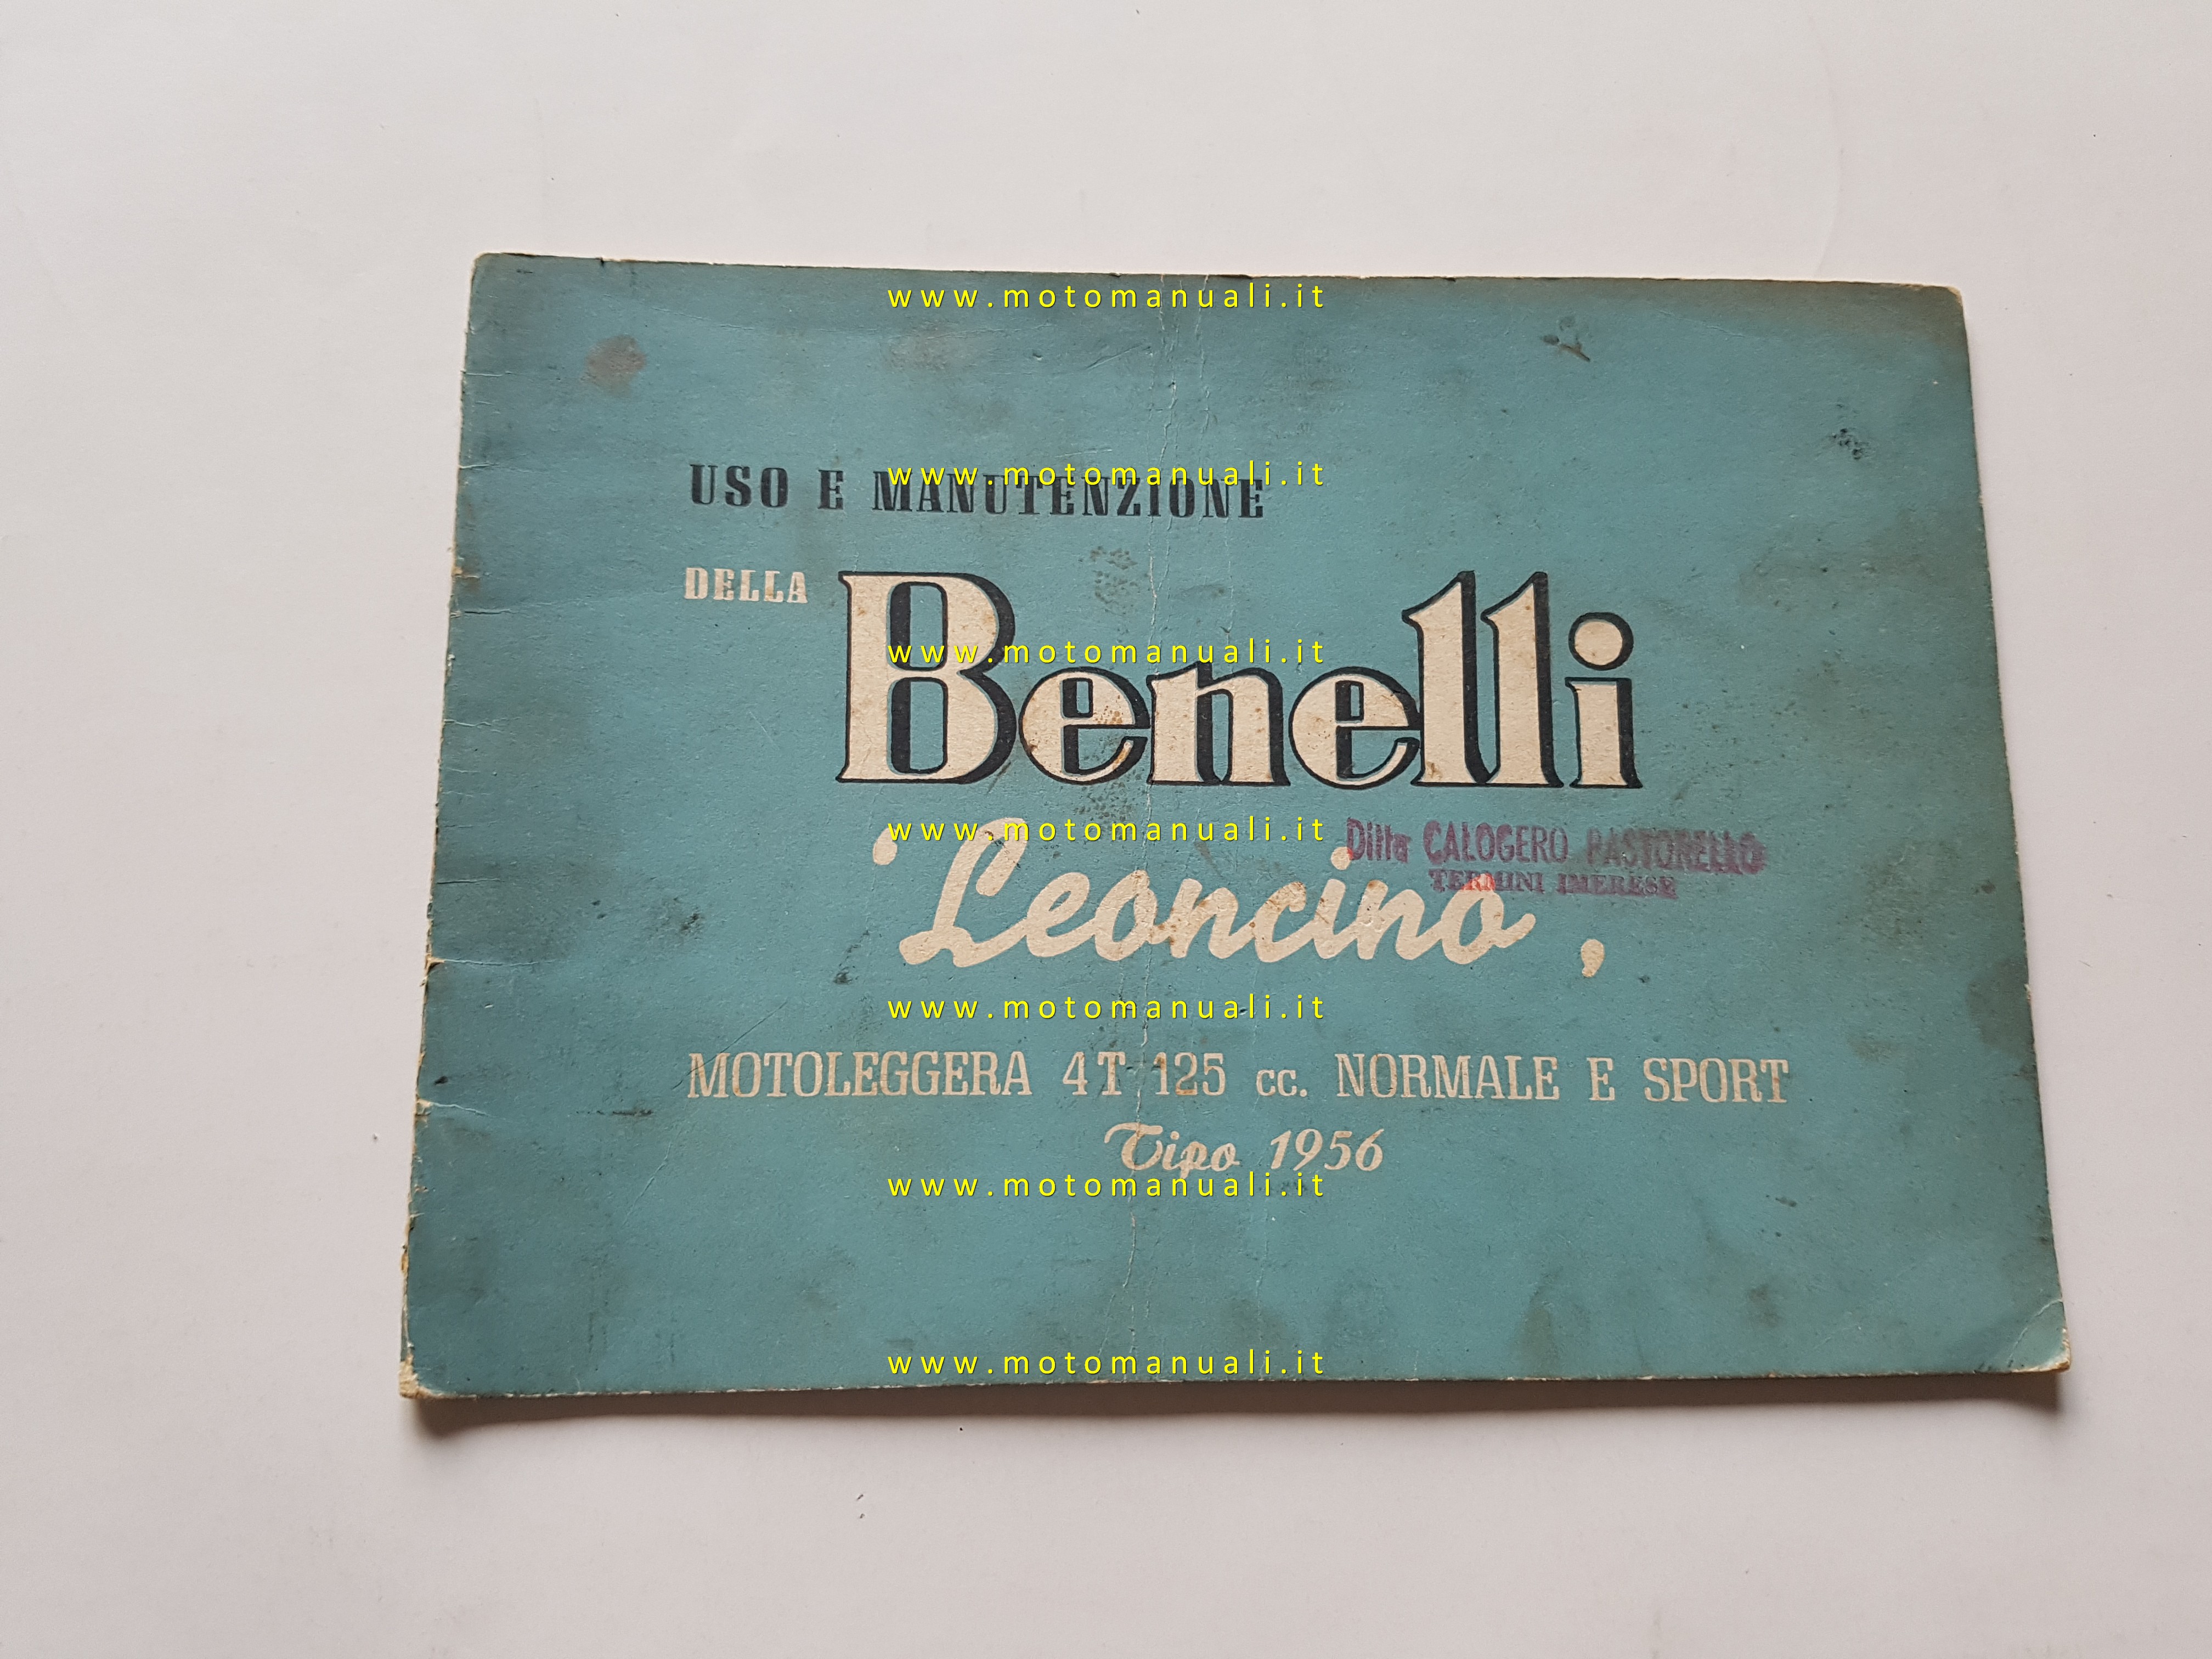 www.motomanuali.it
USO E MANUTENZIONE
www.motomanuali.it
DELLA Benelli
www.motomanuali.it
www.motomanuali.it
Ditta CALOGERO PASTORELLO
TERMINI IMERESE
'Leoncino,
www.motomanuali.it
MOTOLEGGERA 4T 125 cc. NORMALE E SPORT
Tipo 1956
www.motomanuali.it
www.motomanuali.it